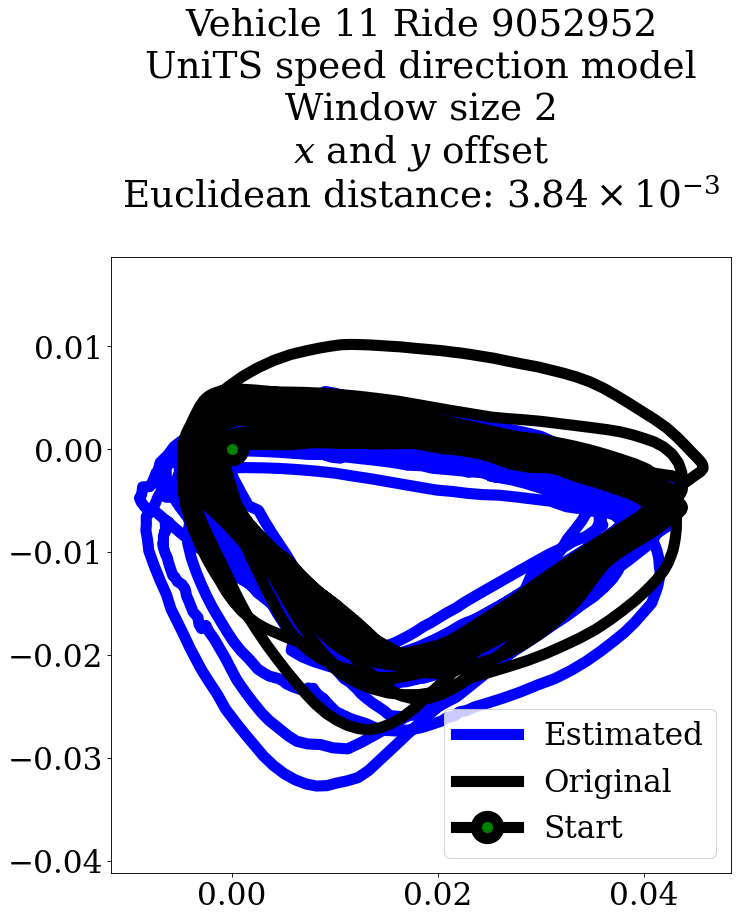 Vehicle 11 Ride 9052952
UniTS speed direction model
Window size 2
x and y offset
Euclidean distance: 3.84 × 10⁻³
0.01
0.00
−0.01
−0.02
−0.03
−0.04
0.00 0.02 0.04
Estimated
Original
Start